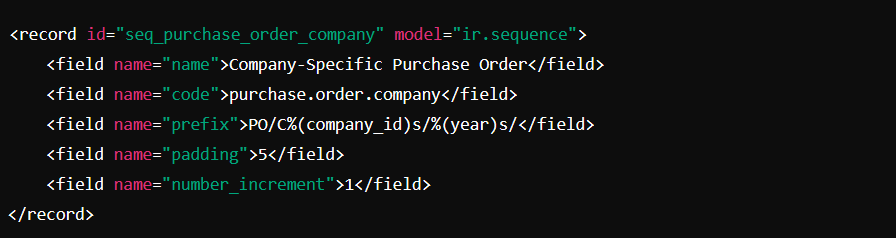 <record id="seq_purchase_order_company" model="ir.sequence">
    <field name="name">Company-Specific Purchase Order</field>
    <field name="code">purchase.order.company</field>
    <field name="prefix">PO/C%(company_id)s/%(year)s/</field>
    <field name="padding">5</field>
    <field name="number_increment">1</field>
</record>